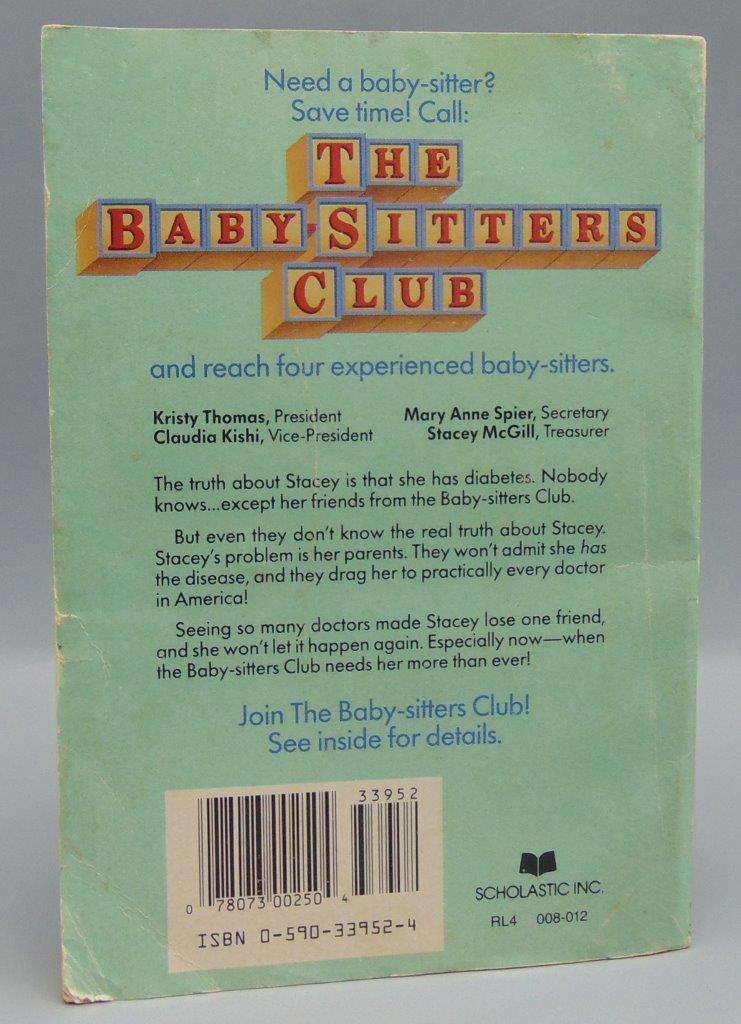 Need a baby-sitter?
Save time! Call:
THE
BABY-SITTERS
CLUB
and reach four experienced baby-sitters.
Kristy Thomas, President Mary Anne Spier, Secretary
Claudia Kishi, Vice-President Stacey McGill, Treasurer
The truth about Stacey is that she has diabetes. Nobody
knows...except her friends from the Baby-sitters Club.
But even they don't know the real truth about Stacey.
Stacey's problem is her parents. They won't admit she has
the disease, and they drag her to practically every doctor
in America!
Seeing so many doctors made Stacey lose one friend,
and she won't let it happen again. Especially now—when
the Baby-sitters Club needs her more than ever!
Join The Baby-sitters Club!
See inside for details.
33952
0 78073 00250 4
ISBN 0-590-33952-4
SCHOLASTIC INC.
RL4 008-012